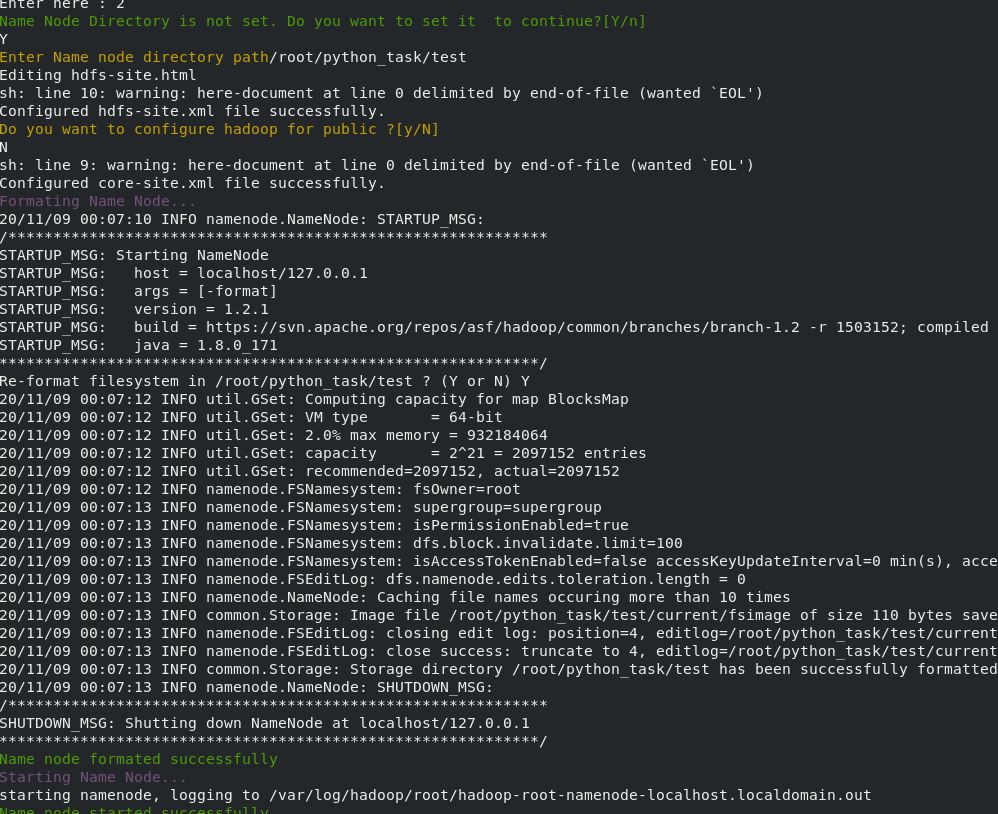 Enter here : 2
Name Node Directory is not set. Do you want to set it  to continue?[Y/n]
Y
Enter Name node directory path/root/python_task/test
Editing hdfs-site.html
sh: line 10: warning: here-document at line 0 delimited by end-of-file (wanted `EOL')
Configured hdfs-site.xml file successfully.
Do you want to configure hadoop for public ?[y/N]
N
sh: line 9: warning: here-document at line 0 delimited by end-of-file (wanted `EOL')
Configured core-site.xml file successfully.
Formating Name Node...
20/11/09 00:07:10 INFO namenode.NameNode: STARTUP_MSG:
/************************************************************
STARTUP_MSG: Starting NameNode
STARTUP_MSG:   host = localhost/127.0.0.1
STARTUP_MSG:   args = [-format]
STARTUP_MSG:   version = 1.2.1
STARTUP_MSG:   build = https://svn.apache.org/repos/asf/hadoop/common/branches/branch-1.2 -r 1503152; compiled
STARTUP_MSG:   java = 1.8.0_171
************************************************************/
Re-format filesystem in /root/python_task/test ? (Y or N) Y
20/11/09 00:07:12 INFO util.GSet: Computing capacity for map BlocksMap
20/11/09 00:07:12 INFO util.GSet: VM type       = 64-bit
20/11/09 00:07:12 INFO util.GSet: 2.0% max memory = 932184064
20/11/09 00:07:12 INFO util.GSet: capacity      = 2^21 = 2097152 entries
20/11/09 00:07:12 INFO util.GSet: recommended=2097152, actual=2097152
20/11/09 00:07:12 INFO namenode.FSNamesystem: fsOwner=root
20/11/09 00:07:13 INFO namenode.FSNamesystem: supergroup=supergroup
20/11/09 00:07:13 INFO namenode.FSNamesystem: isPermissionEnabled=true
20/11/09 00:07:13 INFO namenode.FSNamesystem: dfs.block.invalidate.limit=100
20/11/09 00:07:13 INFO namenode.FSNamesystem: isAccessTokenEnabled=false accessKeyUpdateInterval=0 min(s), acce
20/11/09 00:07:13 INFO namenode.FSEditLog: dfs.namenode.edits.toleration.length = 0
20/11/09 00:07:13 INFO namenode.NameNode: Caching file names occuring more than 10 times
20/11/09 00:07:13 INFO common.Storage: Image file /root/python_task/test/current/fsimage of size 110 bytes save
20/11/09 00:07:13 INFO namenode.FSEditLog: closing edit log: position=4, editlog=/root/python_task/test/current
20/11/09 00:07:13 INFO namenode.FSEditLog: close success: truncate to 4, editlog=/root/python_task/test/current
20/11/09 00:07:13 INFO common.Storage: Storage directory /root/python_task/test has been successfully formatted
20/11/09 00:07:13 INFO namenode.NameNode: SHUTDOWN_MSG:
/************************************************************
SHUTDOWN_MSG: Shutting down NameNode at localhost/127.0.0.1
************************************************************/
Name node formated successfully
Starting Name Node...
starting namenode, logging to /var/log/hadoop/root/hadoop-root-namenode-localhost.localdomain.out
Name node started successfully